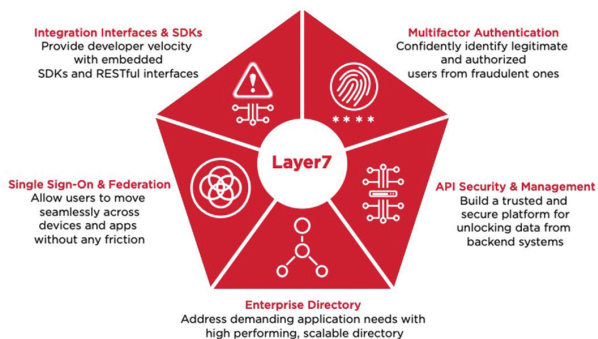 Integration Interfaces & SDKs
Provide developer velocity
with embedded
SDKs and RESTful interfaces
Multifactor Authentication
Confidently identify legitimate
and authorized
users from fraudulent ones
****
Layer7
Single Sign-On & Federation
Allow users to move
seamlessly across
devices and apps
without any friction
API Security & Management
Build a trusted and
secure platform for
unlocking data from
backend systems
Enterprise Directory
Address demanding application needs with
high performing, scalable directory